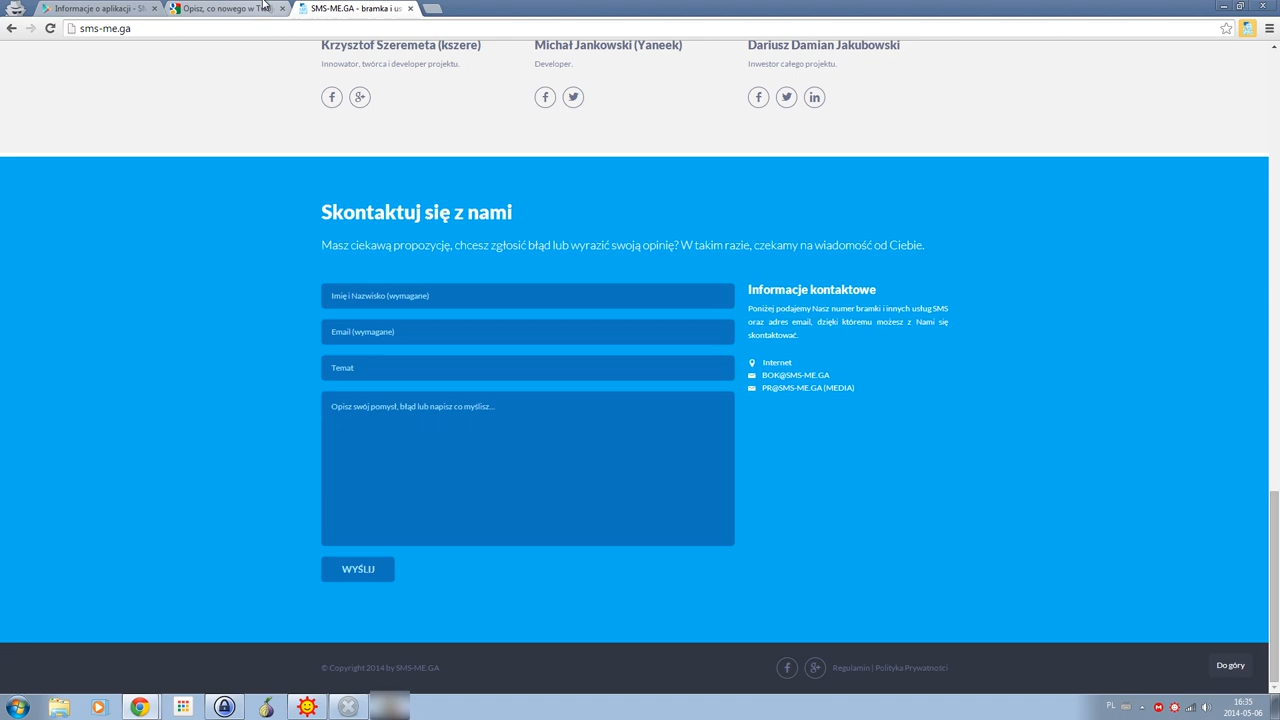 Informacje o aplikacji - SM
Opisz, co nowego w
SMS-ME.GA - bramka i us
sms-me.ga
Krzysztof Szeremeta (kszere)
Michał Jankowski (Yaneek)
Dariusz Damian Jakubowski
Innowator, twórca i developer projektu.
Developer.
Inwestor całego projektu.
Skontaktuj się z nami
Masz ciekawą propozycję, chcesz zgłosić błąd lub wyrazić swoją opinię? W takim razie, czekamy na wiadomość od Ciebie.
Imię i Nazwisko (wymagane)
Email (wymagane)
Temat
Opisz swój pomysł, błąd lub napisz co myślisz...
WYŚLIJ
Informacje kontaktowe
Poniżej podajemy Nasz numer bramki i innych usług SMS
oraz adres email, dzięki któremu możesz z Nami się
skontaktować.
Internet
BOK@SMS-ME.GA
PR@SMS-ME.GA (MEDIA)
© Copyright 2014 by SMS-ME.GA
Regulamin | Polityka Prywatności
Do góry
PL
16:35
2014-05-06